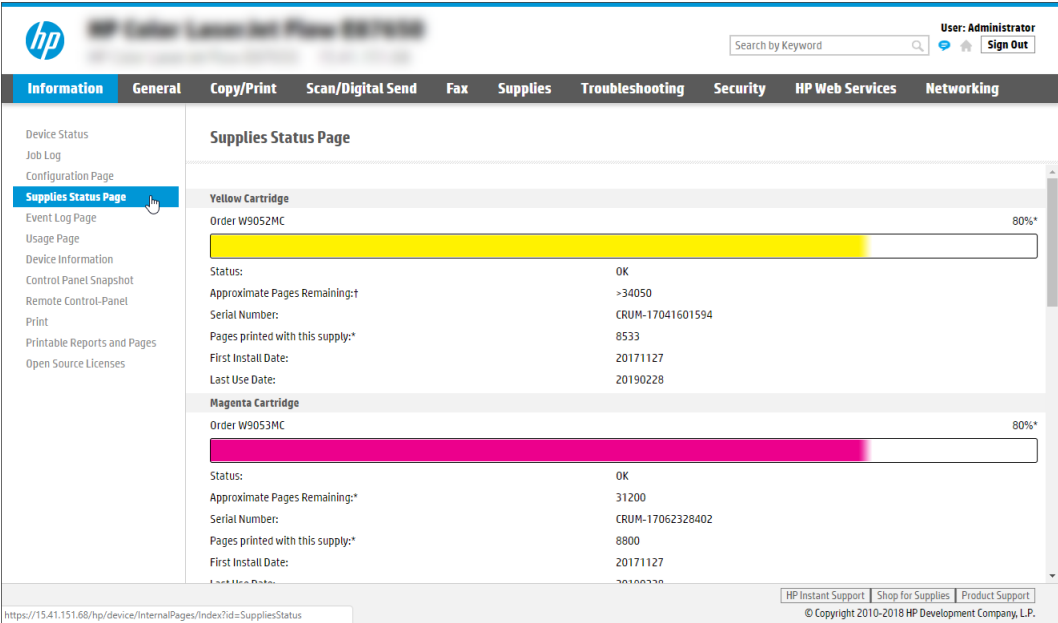 hp
User: Administrator
Search by Keyword
Sign Out
Information General Copy/Print Scan/Digital Send Fax Supplies Troubleshooting Security HP Web Services Networking
Device Status
Job Log
Configuration Page
Supplies Status Page
Event Log Page
Usage Page
Device Information
Control Panel Snapshot
Remote Control-Panel
Print
Printable Reports and Pages
Open Source Licenses
Supplies Status Page
Yellow Cartridge
Order W9052MC 80%*
Status: OK
Approximate Pages Remaining:† >34050
Serial Number: CRUM-17041601594
Pages printed with this supply:* 8533
First Install Date: 20171127
Last Use Date: 20190228
Magenta Cartridge
Order W9053MC 80%*
Status: OK
Approximate Pages Remaining:* 31200
Serial Number: CRUM-17062328402
Pages printed with this supply:* 8800
First Install Date: 20171127
Last Use Date: 20190228
HP Instant Support Shop for Supplies Product Support
https://15.41.151.68/hp/device/InternalPages/Index?id=SuppliesStatus
© Copyright 2010-2018 HP Development Company, L.P.